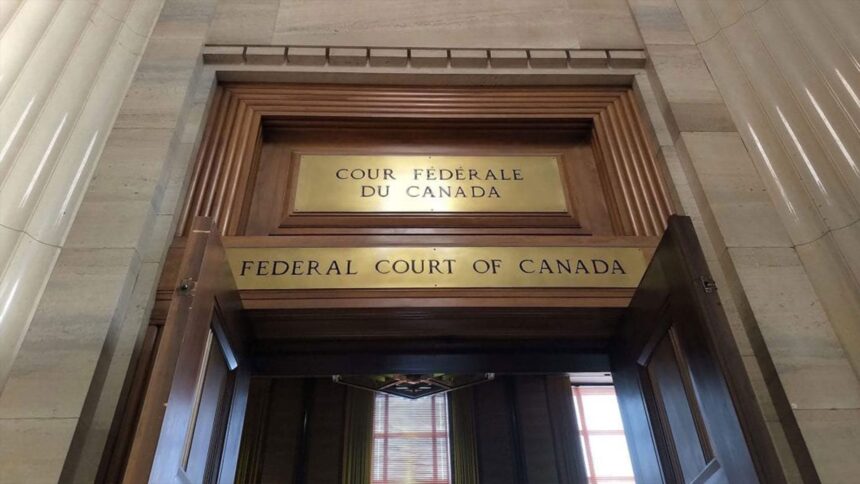 COUR FÉDÉRALE
DU CANADA
FEDERAL COURT OF CANADA